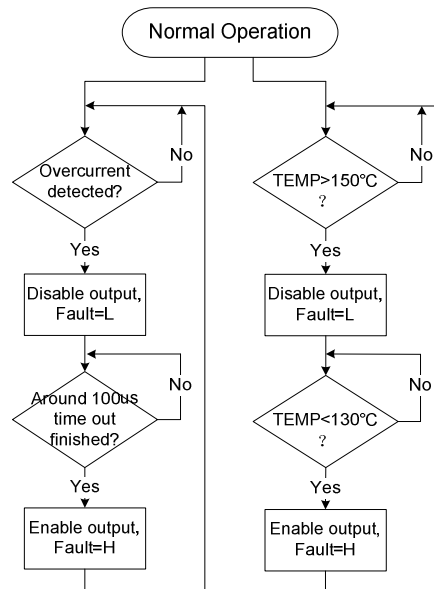 Normal Operation
No
Overcurrent
detected?
Yes
Disable output,
Fault=L
No
Around 100us
time out
finished?
Yes
Enable output,
Fault=H
No
TEMP>150℃
？
Yes
Disable output,
Fault=L
No
TEMP<130℃
？
Yes
Enable output,
Fault=H